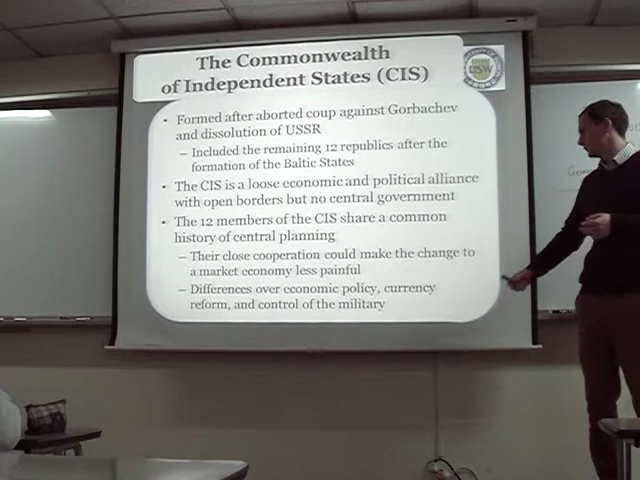 The Commonwealth
of Independent States (CIS)
USW
• Formed after aborted coup against Gorbachev
and dissolution of USSR
– Included the remaining 12 republics after the
formation of the Baltic States
• The CIS is a loose economic and political alliance
with open borders but no central government
• The 12 members of the CIS share a common
history of central planning
– Their close cooperation could make the change to
a market economy less painful
– Differences over economic policy, currency
reform, and control of the military